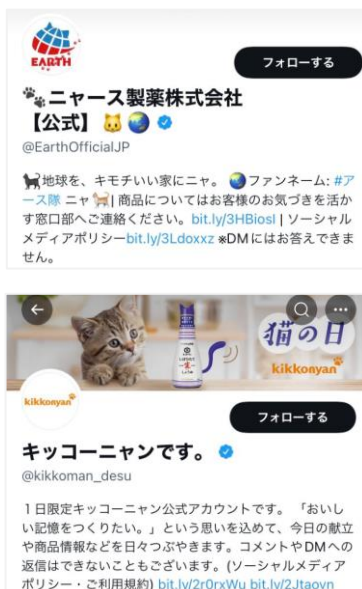 EARTH
フォローする
🐾ニャース製薬株式会社
【公式】🐱🌏
@EarthOfficialJP
🐈‍⬛地球を、キモチいい家にニャ。🌏ファンネーム: #ア
ース隊 ニャ🐈| 商品についてはお客様のお気づきを活か
す窓口部へご連絡ください。bit.ly/3HBiosl | ソーシャル
メディアポリシーbit.ly/3Ldoxxz ※DMにはお答えできま
せん。
猫の日
kikkonyan
kikkoman
しぼりたて
生
しょうゆ
kikkonyan
フォローする
キッコーニャンです。
@kikkoman_desu
1日限定キッコーニャン公式アカウントです。 「おいし
い記憶をつくりたい。」という思いを込めて、今日の献立
や商品情報などを日々つぶやきます。コメントやDMへの
返信はできないこともございます。(ソーシャルメディア
ポリシー・ご利用規約) bit.ly/2r0rxWu bit.ly/2Jtaovn